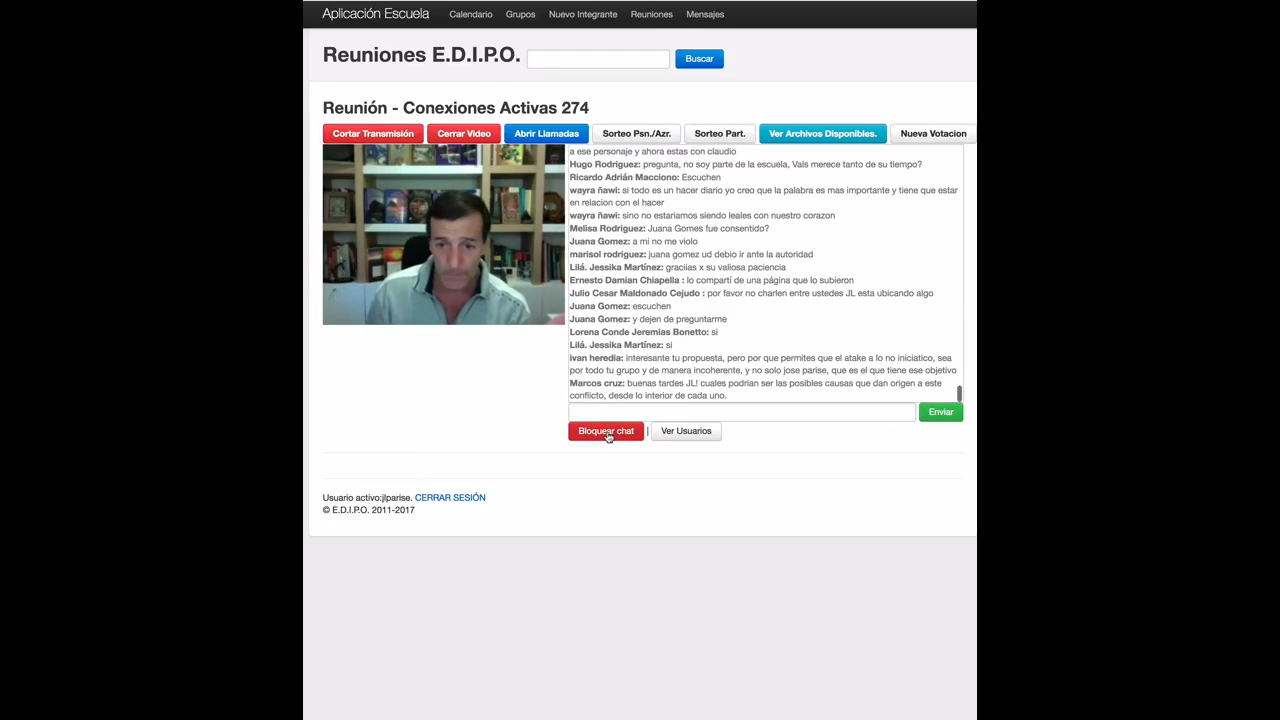 Aplicación Escuela Calendario Grupos Nuevo Integrante Reuniones Mensajes
Reuniones E.D.I.P.O. Buscar
Reunión - Conexiones Activas 274
Cortar Transmisión Cerrar Video Abrir Llamadas Sorteo Psn./Azr. Sorteo Part. Ver Archivos Disponibles. Nueva Votacion
a ese personaje y ahora estas con claudio
Hugo Rodriguez: pregunta, no soy parte de la escuela, Vals merece tanto de su tiempo?
Ricardo Adrián Macciono: Escuchen
wayra ñawi: si todo es un hacer diario yo creo que la palabra es mas importante y tiene que estar
en relacion con el hacer
wayra ñawi: sino no estariamos siendo leales con nuestro corazon
Melisa Rodriguez: Juana Gomes fue consentido?
Juana Gomez: a mi no me violo
marisol rodriguez: juana gomez ud debio ir ante la autoridad
Lilá. Jessika Martínez: graciias x su valiosa paciencia
Ernesto Damian Chiapella : lo compartí de una página que lo subieron
Julio Cesar Maldonado Cejudo : por favor no charlen entre ustedes JL esta ubicando algo
Juana Gomez: escuchen
Juana Gomez: y dejen de preguntarme
Lorena Conde Jeremias Bonetto: si
Lilá. Jessika Martínez: si
ivan heredia: interesante tu propuesta, pero por que permites que el atake a lo no iniciatico, sea
por todo tu grupo y de manera incoherente, y no solo jose parise, que es el que tiene ese objetivo
Marcos cruz: buenas tardes JL! cuales podrian ser las posibles causas que dan origen a este
conflicto, desde lo interior de cada uno.
Enviar
Bloquear chat | Ver Usuarios
Usuario activo:jlparise. CERRAR SESIÓN
© E.D.I.P.O. 2011-2017